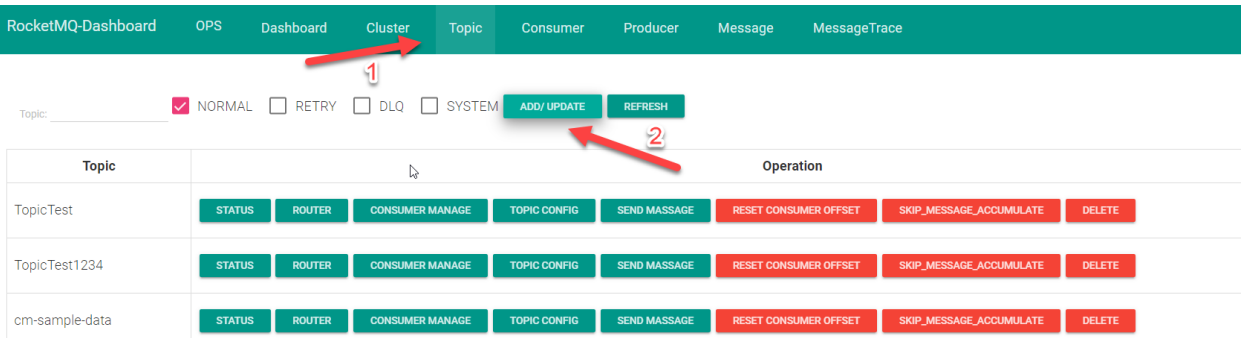 RocketMQ-Dashboard OPS Dashboard Cluster Topic Consumer Producer Message MessageTrace
1
Topic: NORMAL RETRY DLQ SYSTEM ADD/ UPDATE REFRESH
2
Topic Operation
TopicTest STATUS ROUTER CONSUMER MANAGE TOPIC CONFIG SEND MASSAGE RESET CONSUMER OFFSET SKIP_MESSAGE_ACCUMULATE DELETE
TopicTest1234 STATUS ROUTER CONSUMER MANAGE TOPIC CONFIG SEND MASSAGE RESET CONSUMER OFFSET SKIP_MESSAGE_ACCUMULATE DELETE
cm-sample-data STATUS ROUTER CONSUMER MANAGE TOPIC CONFIG SEND MASSAGE RESET CONSUMER OFFSET SKIP_MESSAGE_ACCUMULATE DELETE